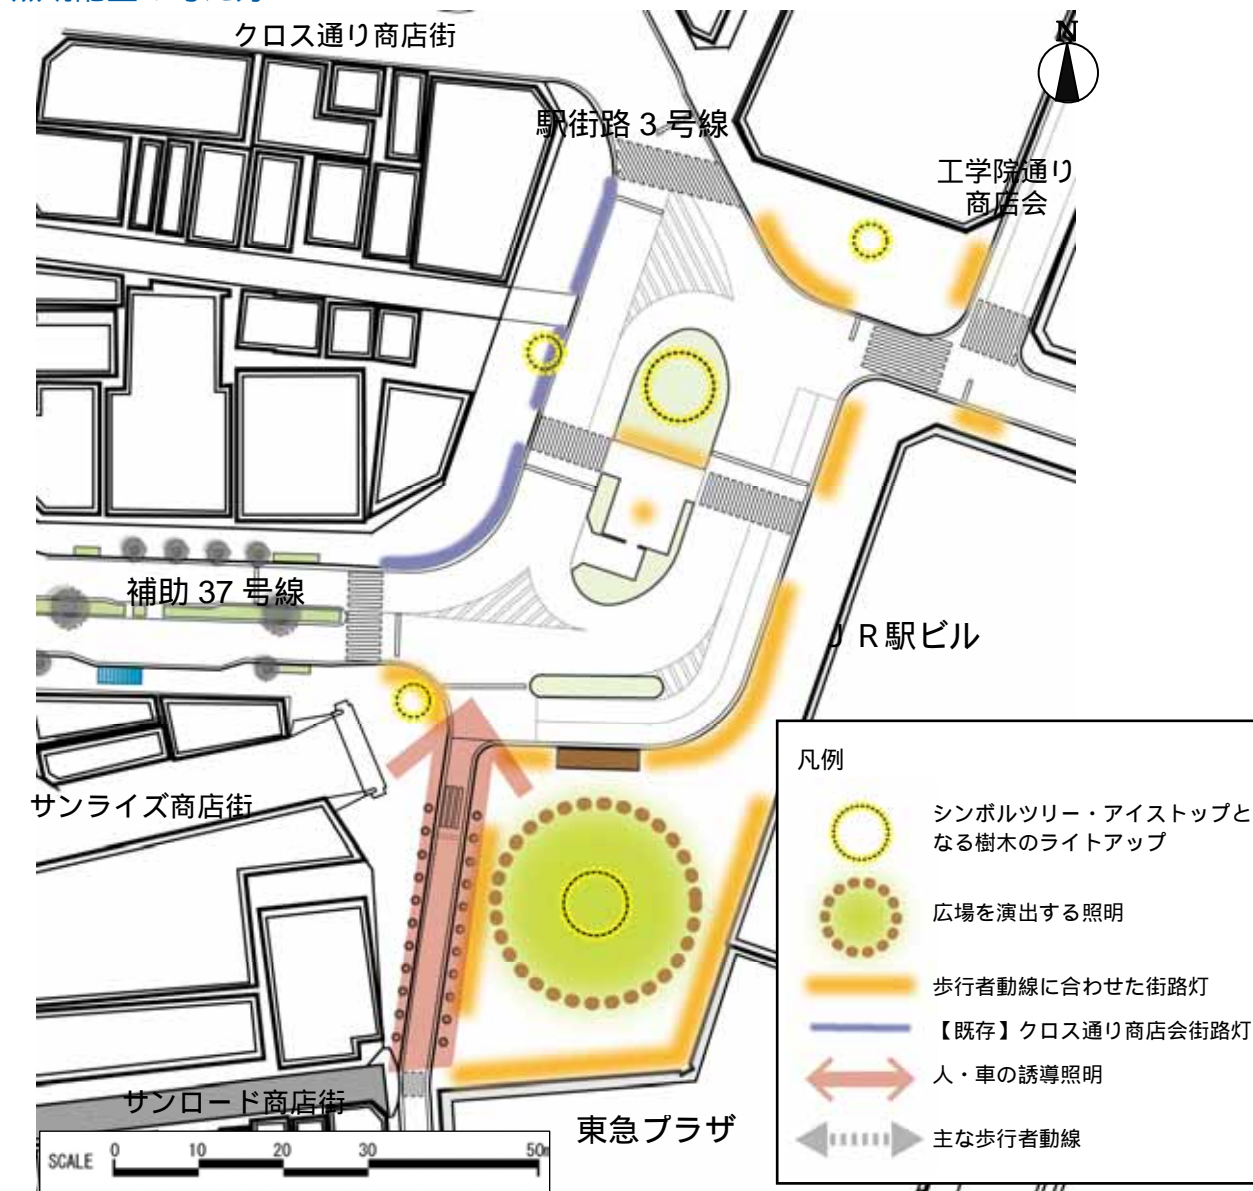 クロス通り商店街
N
駅街路 3 号線
工学院通り
商店会
補助 37 号線
ＪＲ駅ビル
サンライズ商店街
サンロード商店街
東急プラザ
凡例
シンボルツリー・アイストップと
なる樹木のライトアップ
広場を演出する照明
歩行者動線に合わせた街路灯
【既存】クロス通り商店会街路灯
人・車の誘導照明
主な歩行者動線
SCALE 0 10 20 30 50m